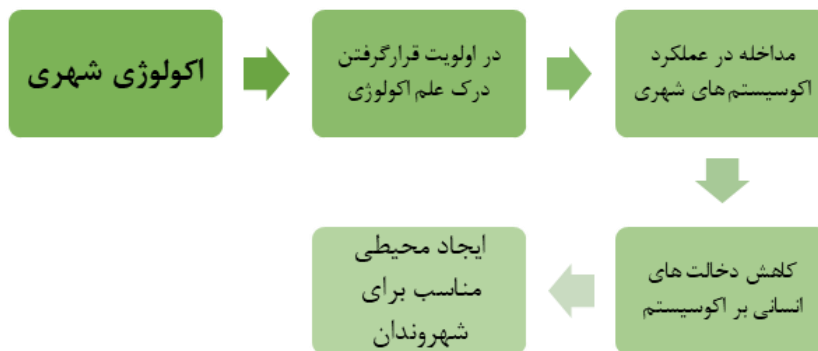 اکولوژی شهری
در اولویت قرارگرفتن
درک علم اکولوژی
مداخله در عملکرد
اکوسیستم های شهری
کاهش دخالت های
انسانی بر اکوسیستم
ایجاد محیطی
مناسب برای
شهروندان